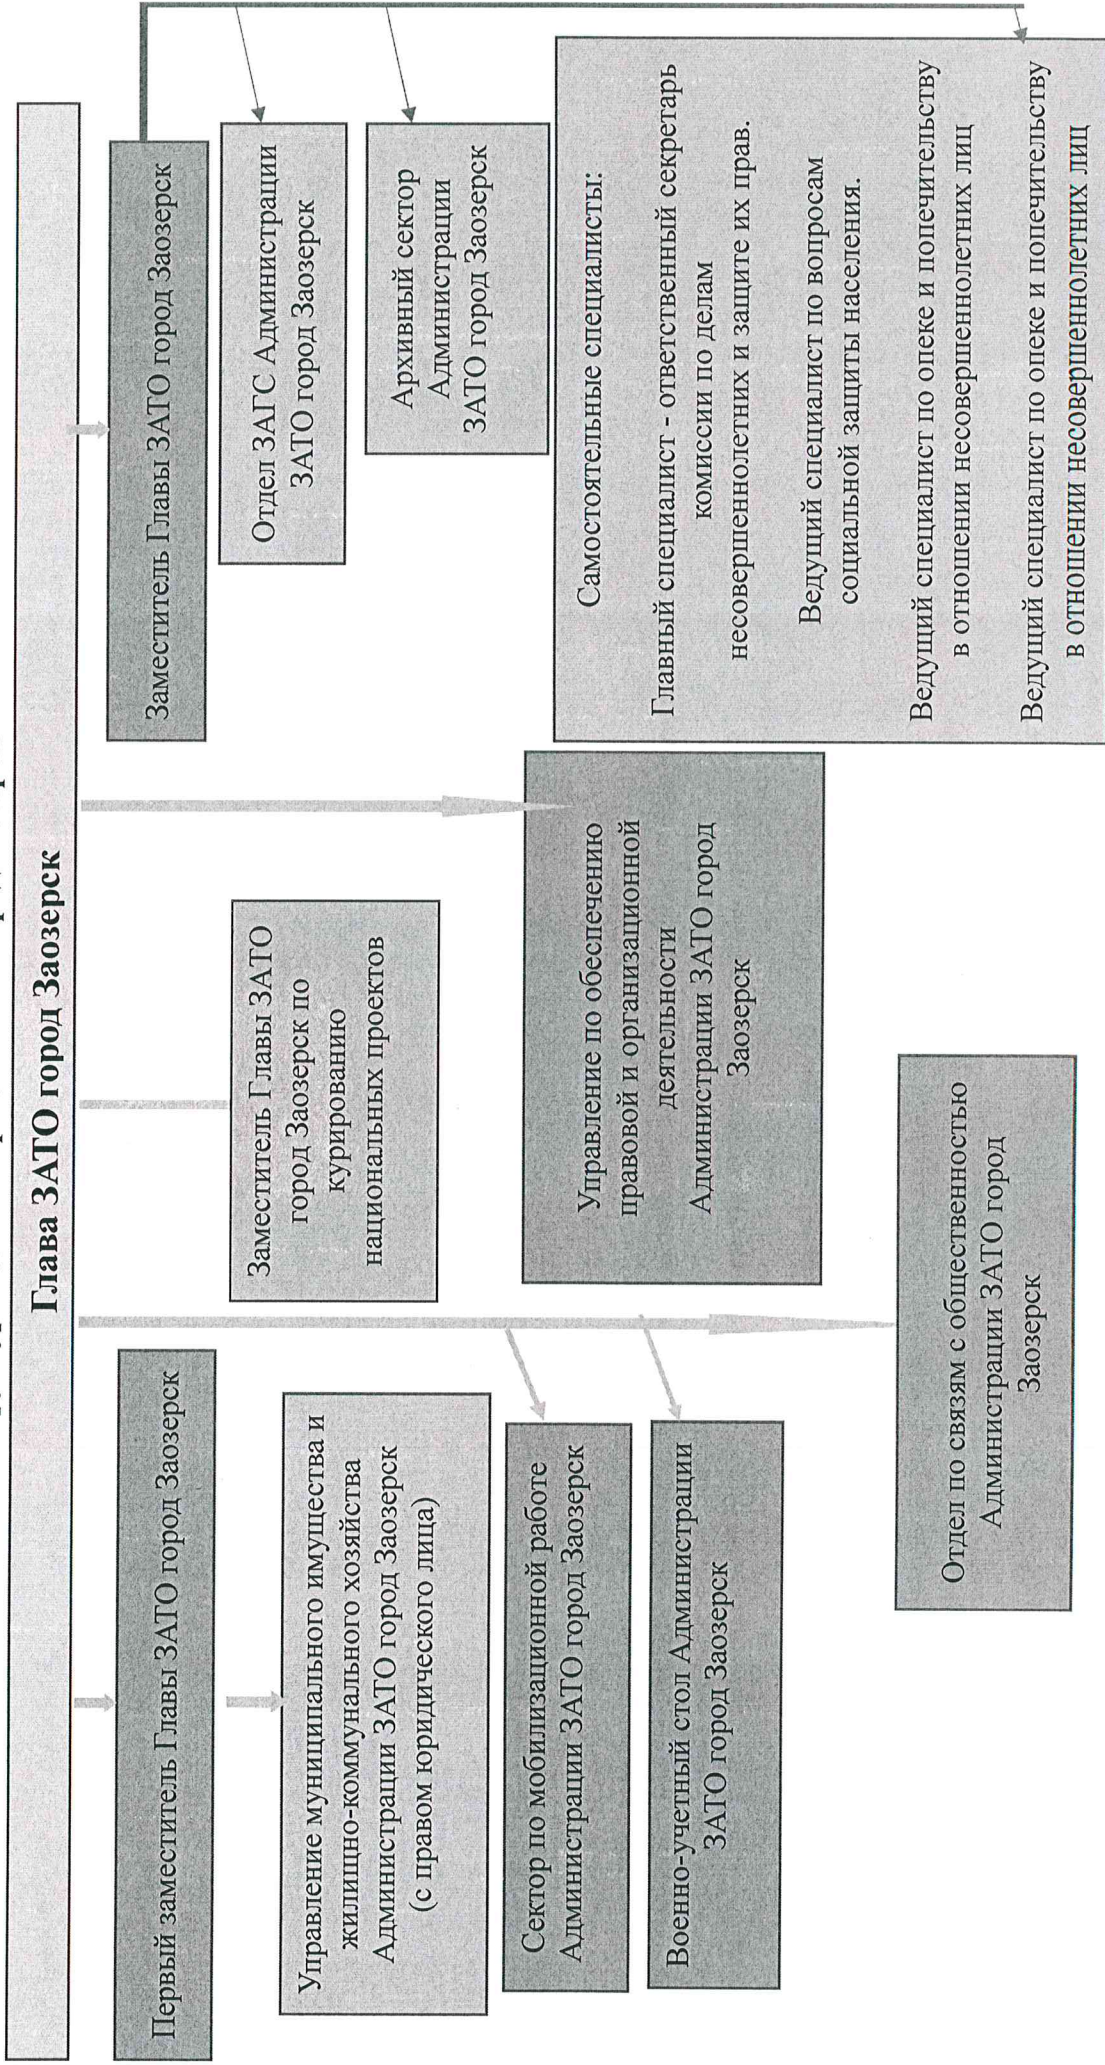 Глава ЗАТО город Заозерск
Первый заместитель Главы ЗАТО город Заозерск
Управление муниципального имущества и
жилищно-коммунального хозяйства
Администрации ЗАТО город Заозерск
(с правом юридического лица)
Сектор по мобилизационной работе
Администрации ЗАТО город Заозерск
Военно-учетный стол Администрации
ЗАТО город Заозерск
Заместитель Главы ЗАТО
город Заозерск по
курированию
национальных проектов
Управление по обеспечению
правовой и организационной
деятельности
Администрации ЗАТО город
Заозерск
Отдел по связям с общественностью
Администрации ЗАТО город
Заозерск
Заместитель Главы ЗАТО город Заозерск
Отдел ЗАГС Администрации
ЗАТО город Заозерск
Архивный сектор
Администрации
ЗАТО город Заозерск
Самостоятельные специалисты:
Главный специалист - ответственный секретарь
комиссии по делам
несовершеннолетних и защите их прав.
Ведущий специалист по вопросам
социальной защиты населения.
Ведущий специалист по опеке и попечительству
в отношении несовершенолетних лиц
Ведущий специалист по опеке и попечительству
в отношении несовершеннолетних лиц